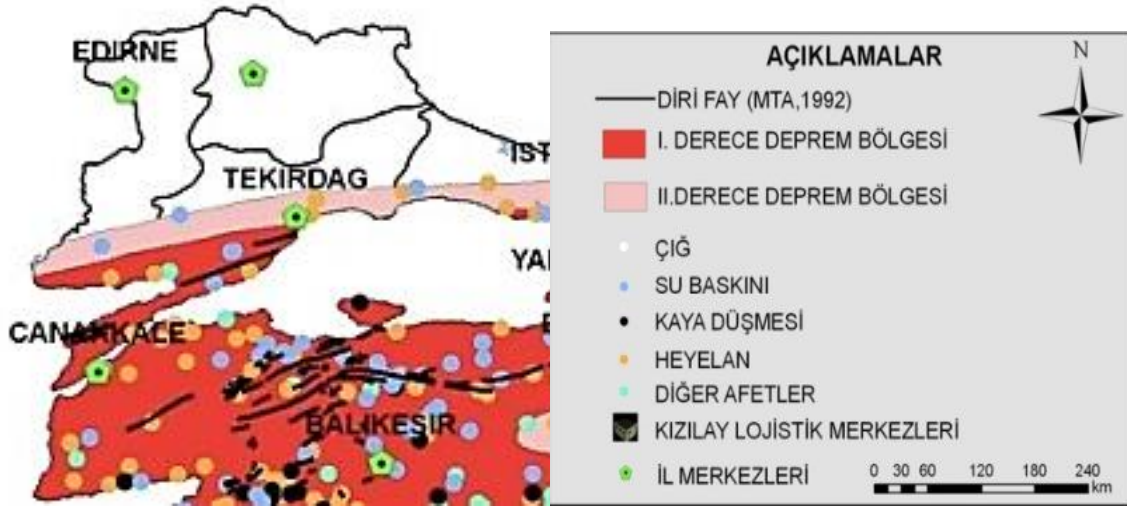 EDIRNE
IST
TEKIRDAG
YAI
CANAKKALE
E
BALIKESIR
AÇIKLAMALAR
N
DİRİ FAY (MTA,1992)
I. DERECE DEPREM BÖLGESİ
II.DERECE DEPREM BÖLGESİ
ÇIĞ
SU BASKINI
KAYA DÜŞMESİ
HEYELAN
DİĞER AFETLER
KIZILAY LOJİSTİK MERKEZLERİ
İL MERKEZLERİ
0 30 60 120 180 240
km